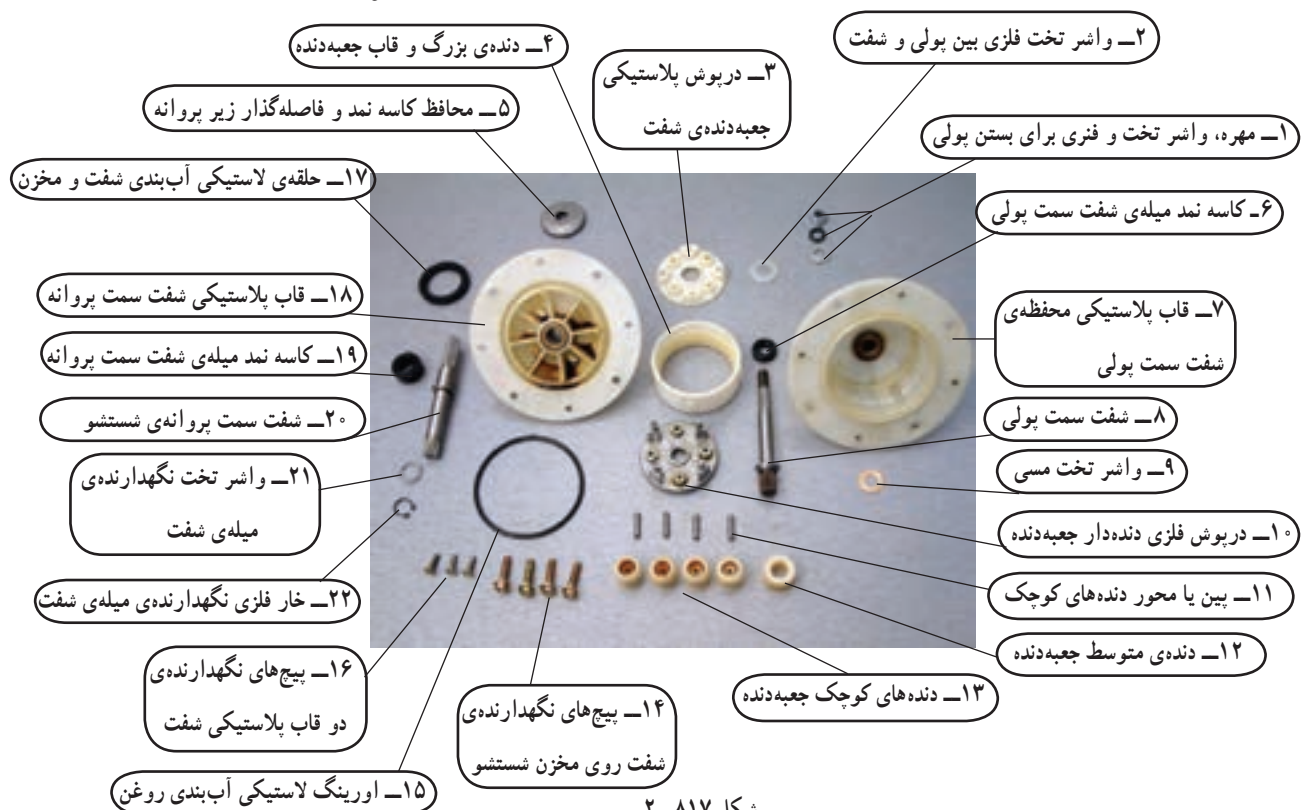 ۱ــ مهره، واشر تخت و فنری برای بستن پولی
۲ــ واشر تخت فلزی بین پولی و شفت
۳ــ درپوش پلاستیکی
جعبه‌دنده‌ی شفت
۴ــ دنده‌ی بزرگ و قاب جعبه‌دنده
۵ــ محافظ کاسه نمد و فاصله‌گذار زیر پروانه
۶ــ کاسه نمد میله‌ی شفت سمت پولی
۷ــ قاب پلاستیکی محفظه‌ی
شفت سمت پولی
۸ــ شفت سمت پولی
۹ــ واشر تخت مسی
۱۰ــ درپوش فلزی دنده‌دار جعبه‌دنده
۱۱ــ پین یا محور دنده‌های کوچک
۱۲ــ دنده‌ی متوسط جعبه‌دنده
۱۳ــ دنده‌های کوچک جعبه‌دنده
۱۴ــ پیچ‌های نگهدارنده‌ی
شفت روی مخزن شستشو
۱۵ــ اورینگ لاستیکی آب‌بندی روغن
۱۶ــ پیچ‌های نگهدارنده‌ی
دو قاب پلاستیکی شفت
۱۷ــ حلقه‌ی لاستیکی آب‌بندی شفت و مخزن
۱۸ــ قاب پلاستیکی شفت سمت پروانه
۱۹ــ کاسه نمد میله‌ی شفت سمت پروانه
۲۰ــ شفت سمت پروانه‌ی شستشو
۲۱ــ واشر تخت نگهدارنده‌ی
میله‌ی شفت
۲۲ــ خار فلزی نگهدارنده‌ی میله‌ی شفت
شکل ۸۱۷ــ۲